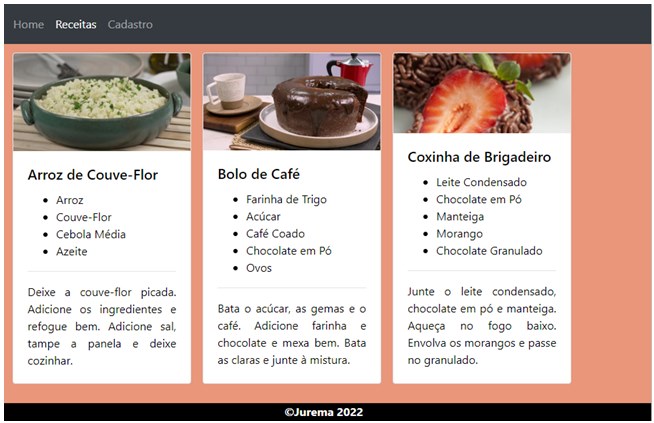 Home Receitas Cadastro
Arroz de Couve-Flor
Arroz
Couve-Flor
Cebola Média
Azeite
Deixe a couve-flor picada.
Adicione os ingredientes e
refogue bem. Adicione sal,
tampe a panela e deixe
cozinhar.
Bolo de Café
Farinha de Trigo
Acúcar
Café Coado
Chocolate em Pó
Ovos
Bata o acúcar, as gemas e o
café. Adicione farinha e
chocolate e mexa bem. Bata
as claras e junte à mistura.
Coxinha de Brigadeiro
Leite Condensado
Chocolate em Pó
Manteiga
Morango
Chocolate Granulado
Junte o leite condensado,
chocolate em pó e manteiga.
Aqueça no fogo baixo.
Envolva os morangos e passe
no granulado.
©Jurema 2022